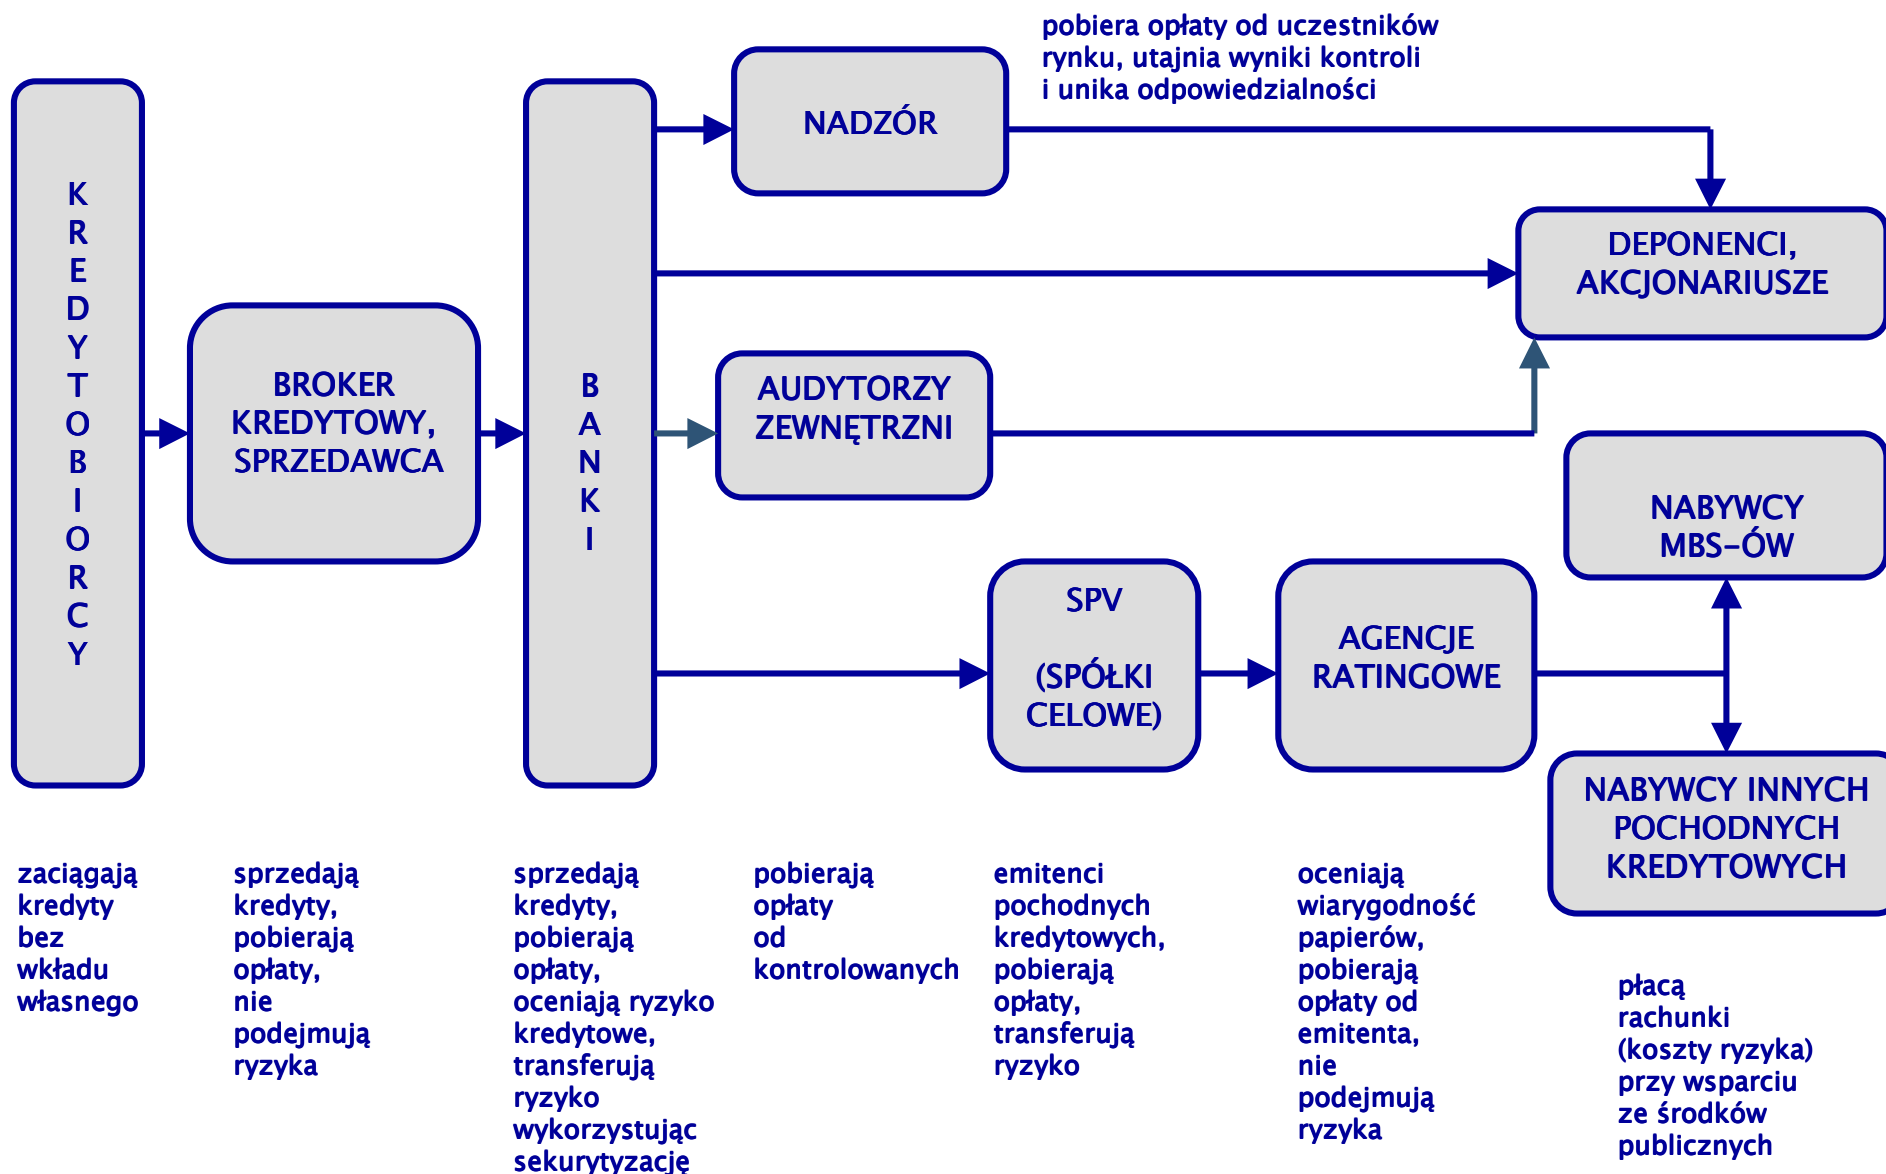 pobiera opłaty od uczestników
rynku, utajnia wyniki kontroli
i unika odpowiedzialności
K
R
E
D
Y
T
O
B
I
O
R
C
Y
BROKER
KREDYTOWY,
SPRZEDAWCA
B
A
N
K
I
NADZÓR
DEPONENCI,
AKCJONARIUSZE
AUDYTORZY
ZEWNĘTRZNI
SPV
(SPÓŁKI
CELOWE)
AGENCJE
RATINGOWE
NABYWCY
MBS-ÓW
NABYWCY INNYCH
POCHODNYCH
KREDYTOWYCH
zaciągają
kredyty
bez
wkładu
własnego
sprzedają
kredyty,
pobierają
opłaty,
nie
podejmują
ryzyka
sprzedają
kredyty,
pobierają
opłaty,
oceniają ryzyko
kredytowe,
transferują
ryzyko
wykorzystując
sekurytyzację
pobierają
opłaty
od
kontrolowanych
emitenci
pochodnych
kredytowych,
pobierają
opłaty,
transferują
ryzyko
oceniają
wiarygodność
papierów,
pobierają
opłaty od
emitenta,
nie
podejmują
ryzyka
płacą
rachunki
(koszty ryzyka)
przy wsparciu
ze środków
publicznych